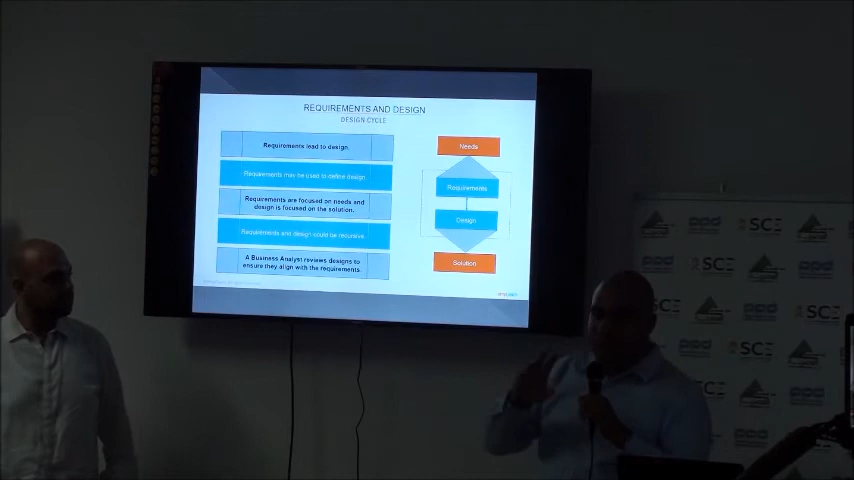 REQUIREMENTS AND DESIGN
DESIGN CYCLE
Requirements lead to design.
Requirements may be used to define design
Requirements are focused on needs and
design is focused on the solution.
Requirements and design could be recursive
A Business Analyst reviews designs to
ensure they align with the requirements.
Needs
Requirements
Design
Solution
SCE
SCE
SCE
SCE
SCE